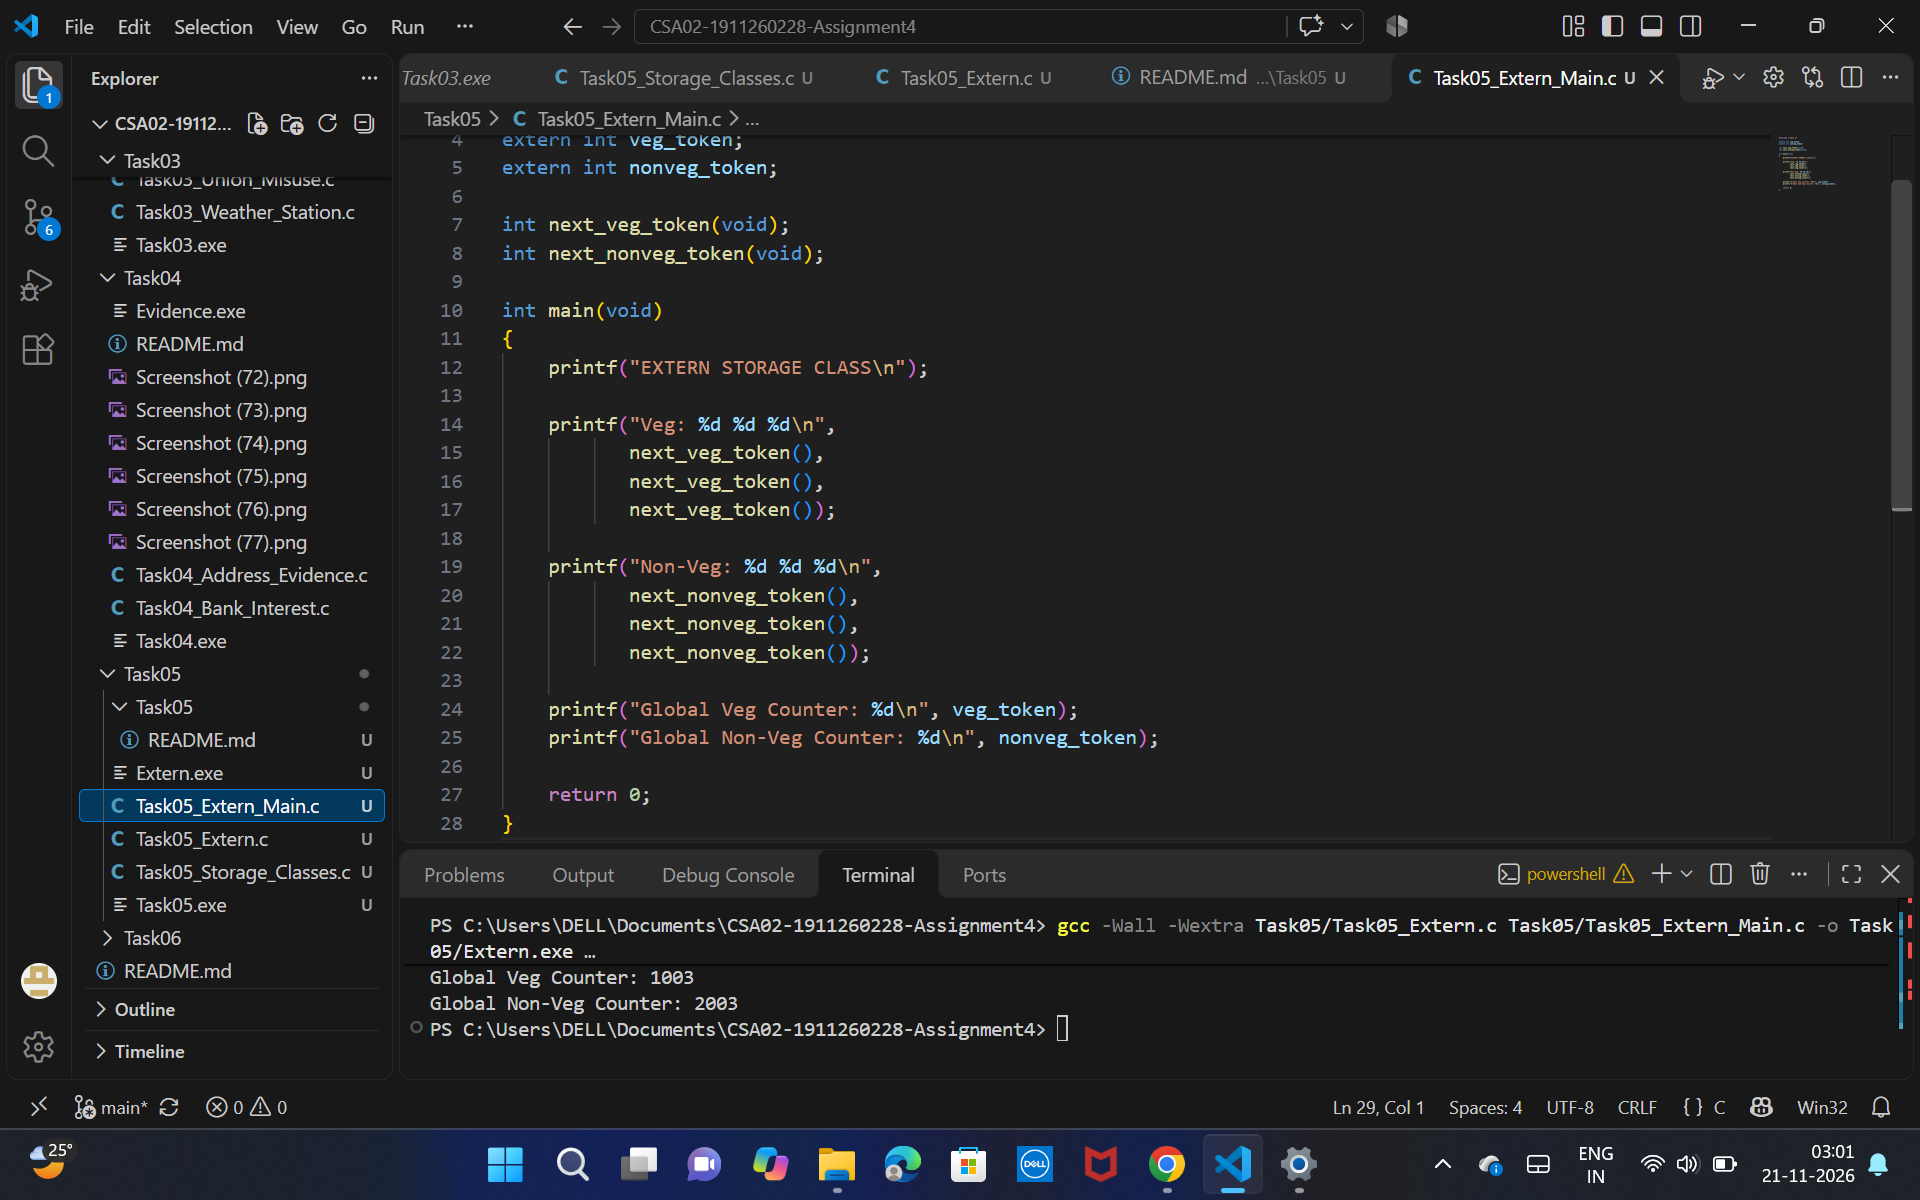 File Edit Selection View Go Run ...
CSA02-1911260228-Assignment4
Explorer
CSA02-19112...
Task03
Task03_Union_Misuse.c
Task03_Weather_Station.c
Task03.exe
Task04
Evidence.exe
README.md
Screenshot (72).png
Screenshot (73).png
Screenshot (74).png
Screenshot (75).png
Screenshot (76).png
Screenshot (77).png
Task04_Address_Evidence.c
Task04_Bank_Interest.c
Task04.exe
Task05
Task05
README.md U
Extern.exe U
Task05_Extern_Main.c U
Task05_Extern.c U
Task05_Storage_Classes.c U
Task05.exe U
Task06
README.md
Outline
Timeline
1
6
Task03.exe C Task05_Storage_Classes.c U C Task05_Extern.c U README.md ...\Task05 U C Task05_Extern_Main.c U
Task05 > C Task05_Extern_Main.c > ...
4 extern int veg_token;
5 extern int nonveg_token;
6
7 int next_veg_token(void);
8 int next_nonveg_token(void);
9
10 int main(void)
11 {
12 printf("EXTERN STORAGE CLASS\n");
13
14 printf("Veg: %d %d %d\n",
15 next_veg_token(),
16 next_veg_token(),
17 next_veg_token());
18
19 printf("Non-Veg: %d %d %d\n",
20 next_nonveg_token(),
21 next_nonveg_token(),
22 next_nonveg_token());
23
24 printf("Global Veg Counter: %d\n", veg_token);
25 printf("Global Non-Veg Counter: %d\n", nonveg_token);
26
27 return 0;
28 }
Problems Output Debug Console Terminal Ports
powershell
PS C:\Users\DELL\Documents\CSA02-1911260228-Assignment4> gcc -Wall -Wextra Task05/Task05_Extern.c Task05/Task05_Extern_Main.c -o Task
05/Extern.exe …
Global Veg Counter: 1003
Global Non-Veg Counter: 2003
PS C:\Users\DELL\Documents\CSA02-1911260228-Assignment4>
main* 0 0
Ln 29, Col 1 Spaces: 4 UTF-8 CRLF { } C Win32
25°
DELL
ENG
IN
03:01
21-11-2026